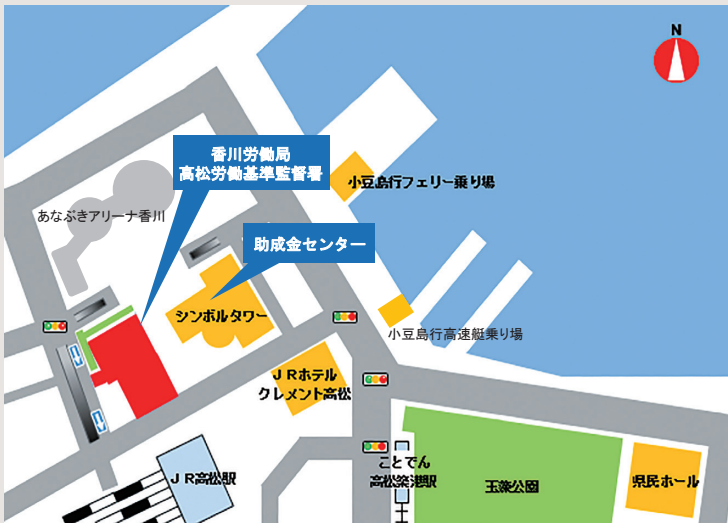 N
香川労働局
高松労働基準監督署
小豆島行フェリー乗り場
あなぶきアリーナ香川
助成金センター
シンボルタワー
小豆島行高速艇乗り場
JRホテル
クレメント高松
ことでん
高松築港駅
JR高松駅
玉藻公園
県民ホール